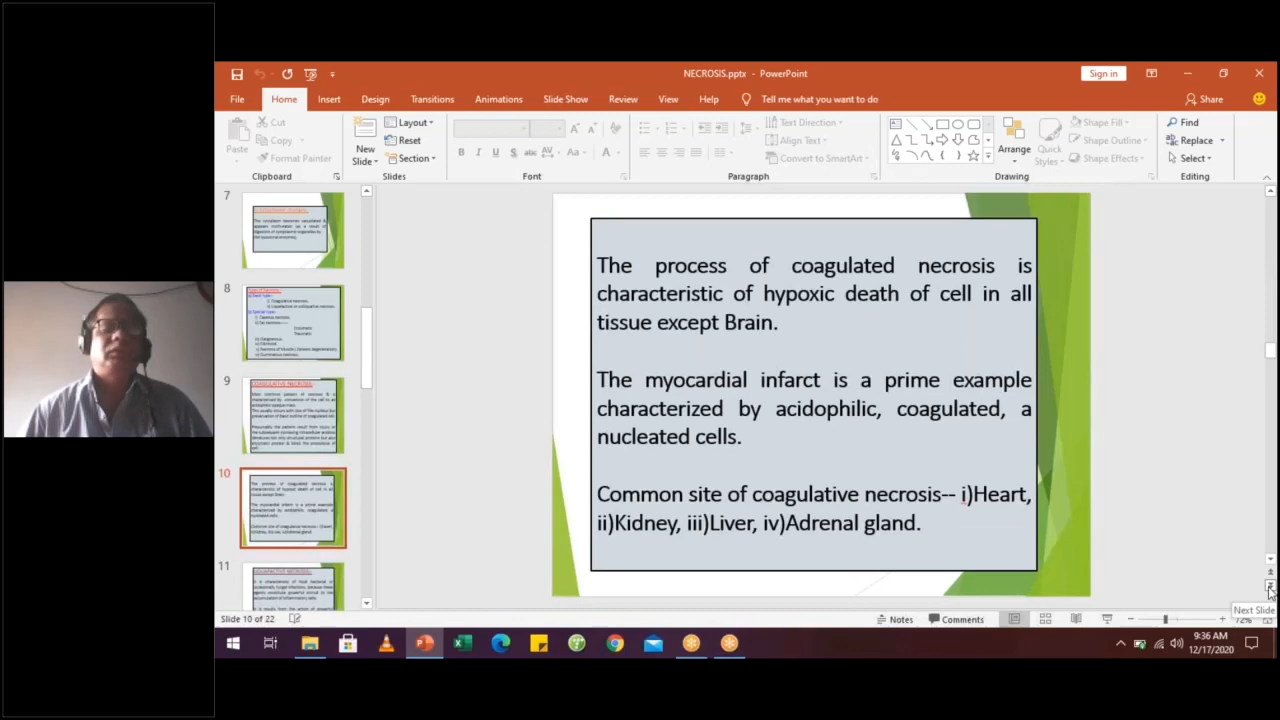 NECROSIS.pptx - PowerPoint
Sign in
File Home Insert Design Transitions Animations Slide Show Review View Help Tell me what you want to do Share
Paste
Cut
Copy
Format Painter
Clipboard
New Slide
Layout
Reset
Section
Slides
B I U S abc AV Aa A
Font
Text Direction
Align Text
Convert to SmartArt
Paragraph
Arrange
Quick Styles
Shape Fill
Shape Outline
Shape Effects
Drawing
Find
Replace
Select
Editing
7
8
9
COAGULATIVE NECROSIS
10
11
The process of coagulated necrosis is
characteristic of hypoxic death of cell in all
tissue except Brain.
The myocardial infarct is a prime example
characterized by acidophilic, coagulated, a
nucleated cells.
Common site of coagulative necrosis-- i)Heart,
ii)Kidney, iii)Liver, iv)Adrenal gland.
Next Slide
Slide 10 of 22
Notes
Comments
72%
9:36 AM
12/17/2020